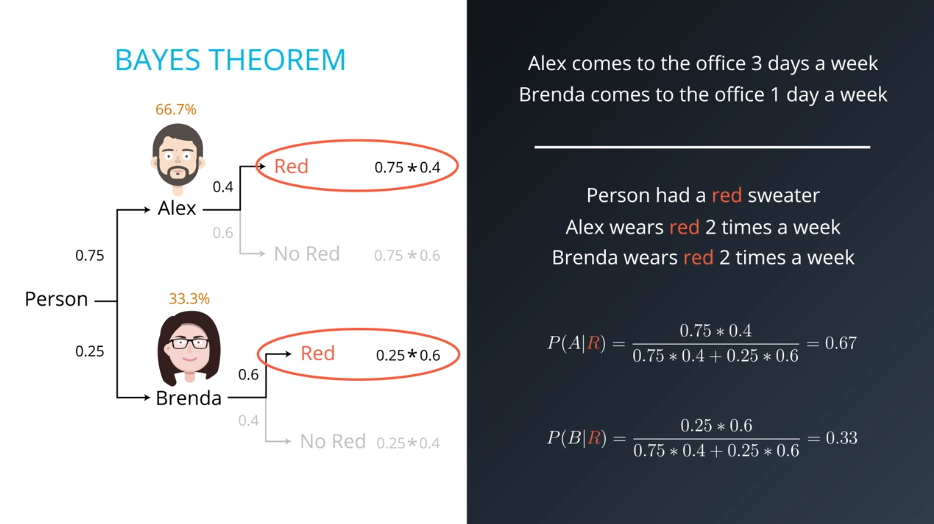 BAYES THEOREM
66.7%
Alex
0.75
0.4
Red 0.75*0.4
0.6
No Red 0.75*0.6
Person
0.25
33.3%
Brenda
0.6
Red 0.25*0.6
0.4
No Red 0.25*0.4
Alex comes to the office 3 days a week
Brenda comes to the office 1 day a week
Person had a red sweater
Alex wears red 2 times a week
Brenda wears red 2 times a week
P(A|R) = 0.75 * 0.4 / 0.75 * 0.4 + 0.25 * 0.6 = 0.67
P(B|R) = 0.25 * 0.6 / 0.75 * 0.4 + 0.25 * 0.6 = 0.33